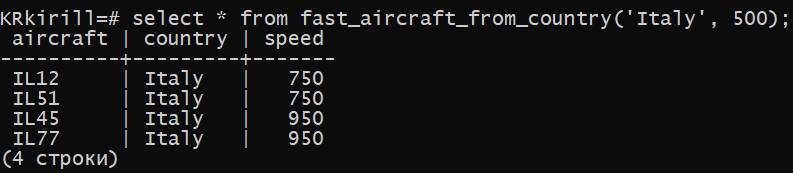 KRkirill=# select * from fast_aircraft_from_country('Italy', 500);
 aircraft | country | speed
----------+---------+-------
 IL12     | Italy   |   750
 IL51     | Italy   |   750
 IL45     | Italy   |   950
 IL77     | Italy   |   950
(4 строки)